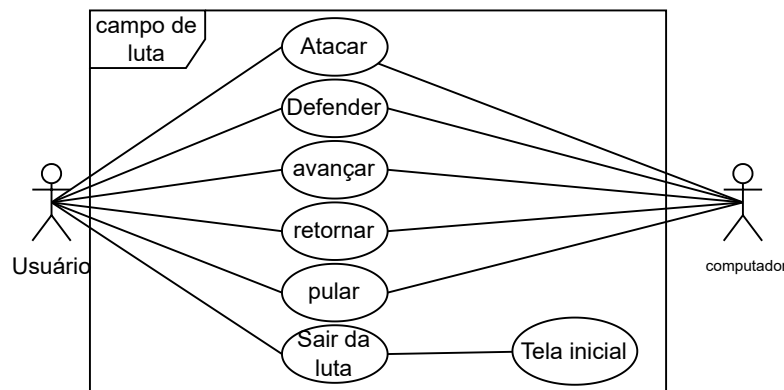 campo de
luta
Atacar
Defender
avançar
retornar
Usuário
computador
pular
Sair da
luta
Tela inicial